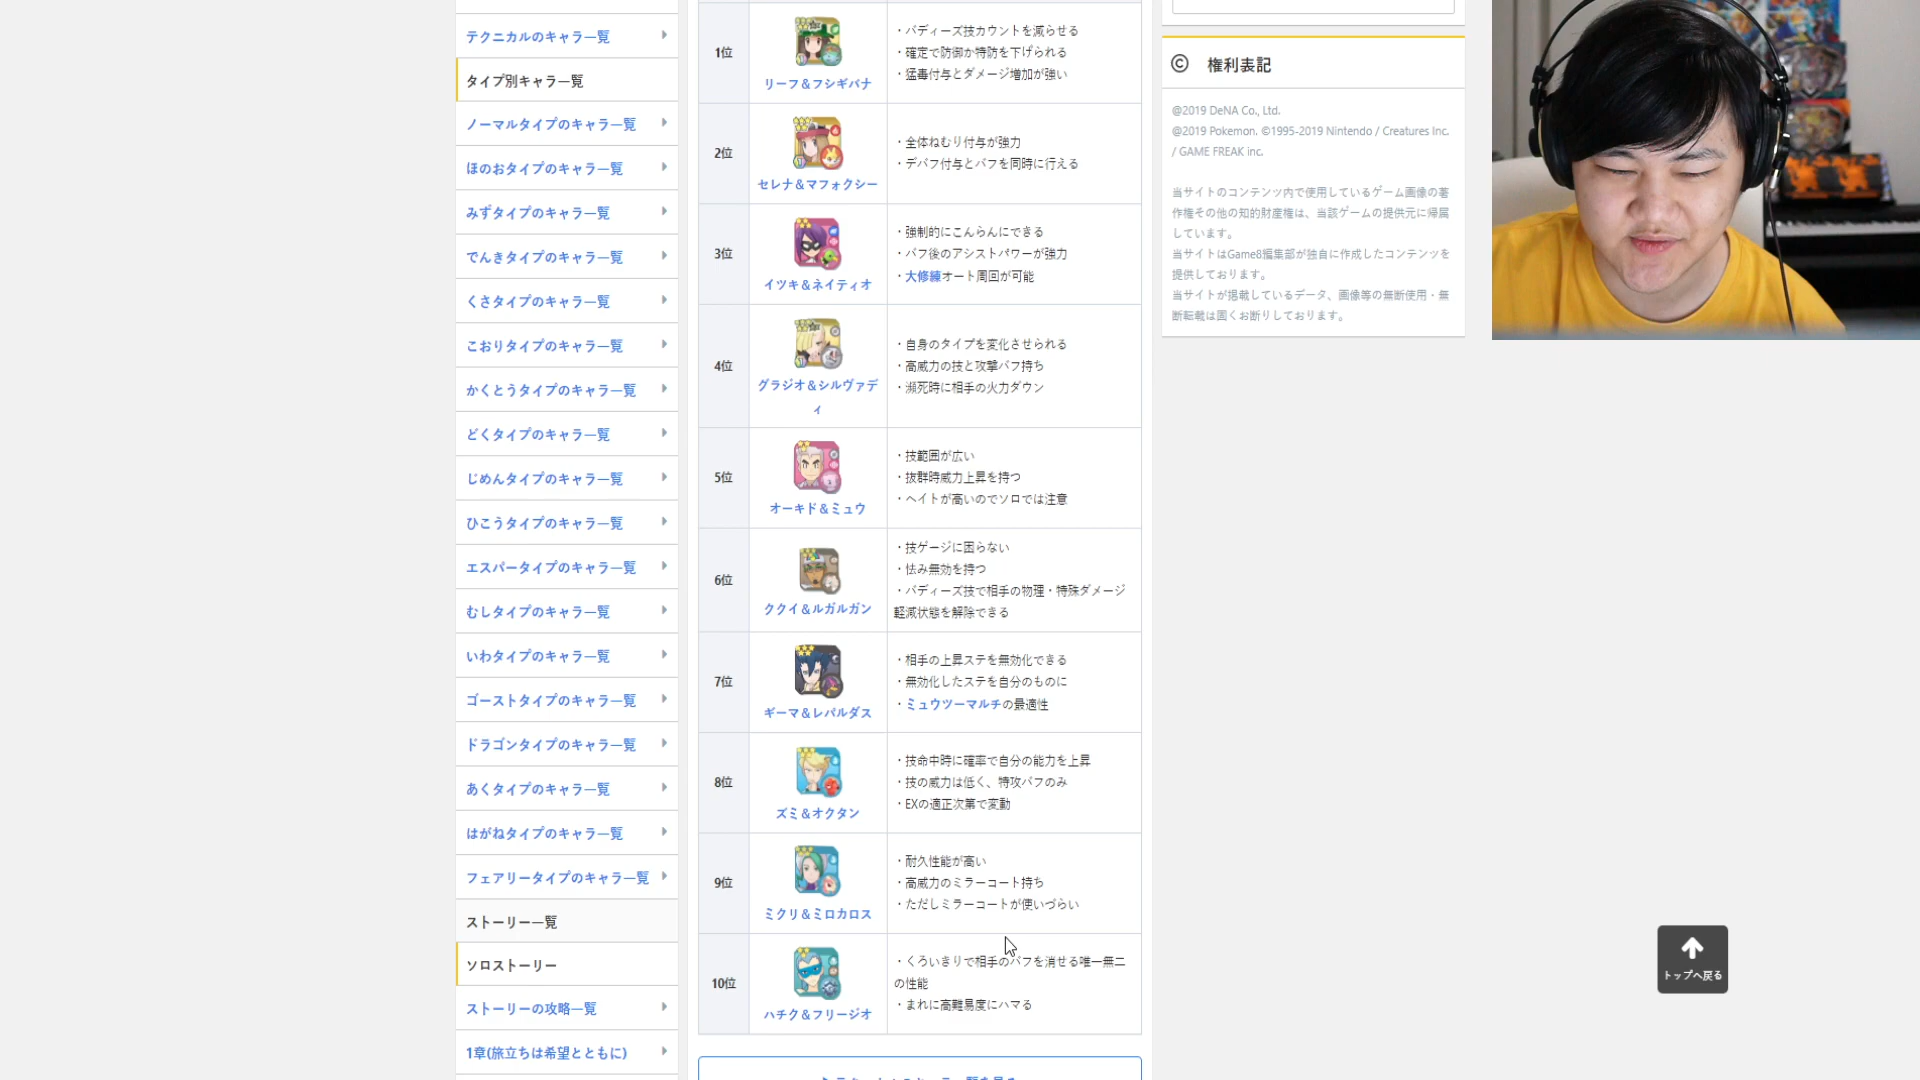 テクニカルのキャラ一覧
タイプ別キャラ一覧
ノーマルタイプのキャラ一覧
ほのおタイプのキャラ一覧
みずタイプのキャラ一覧
でんきタイプのキャラ一覧
くさタイプのキャラ一覧
こおりタイプのキャラ一覧
かくとうタイプのキャラ一覧
どくタイプのキャラ一覧
じめんタイプのキャラ一覧
ひこうタイプのキャラ一覧
エスパータイプのキャラ一覧
むしタイプのキャラ一覧
いわタイプのキャラ一覧
ゴーストタイプのキャラ一覧
ドラゴンタイプのキャラ一覧
あくタイプのキャラ一覧
はがねタイプのキャラ一覧
フェアリータイプのキャラ一覧
ストーリー一覧
ソロストーリー
ストーリーの攻略一覧
1章(旅立ちは希望とともに)
1位
リーフ&フシギバナ
・バディーズ技カウントを減らせる
・確定で防御か特防を下げられる
・猛毒付与とダメージ増加が強い
2位
セレナ&マフォクシー
・全体ねむり付与が強力
・デバフ付与とバフを同時に行える
3位
イツキ&ネイティオ
・強制的にこんらんにできる
・バフ後のアシストパワーが強力
・大修練オート周回が可能
4位
グラジオ&シルヴァデ
ィ
・自身のタイプを変化させられる
・高威力の技と攻撃バフ持ち
・瀕死時に相手の火力ダウン
5位
オーキド&ミュウ
・技範囲が広い
・抜群時威力上昇を持つ
・ヘイトが高いのでソロでは注意
6位
ククイ&ルガルガン
・技ゲージに困らない
・怯み無効を持つ
・バディーズ技で相手の物理・特殊ダメージ
軽減状態を解除できる
7位
ギーマ&レパルダス
・相手の上昇ステを無効化できる
・無効化したステを自分のものに
・ミュウツーマルチの最適性
8位
ズミ&オクタン
・技命中時に確率で自分の能力を上昇
・技の威力は低く、特攻バフのみ
・EXの適正次第で変動
9位
ミクリ&ミロカロス
・耐久性能が高い
・高威力のミラーコート持ち
・ただしミラーコートが使いづらい
10位
ハチク&フリージオ
・くろいきりで相手のバフを消せる唯一無二
の性能
・まれに高難易度にハマる
© 権利表記
@2019 DeNA Co., Ltd.
@2019 Pokemon. ©1995-2019 Nintendo / Creatures Inc.
/ GAME FREAK inc.
当サイトのコンテンツ内で使用しているゲーム画像の著
作権その他の知的財産権は、当該ゲームの提供元に帰属
しています。
当サイトはGame8編集部が独自に作成したコンテンツを
提供しております。
当サイトが掲載しているデータ、画像等の無断使用・無
断転載は固くお断りしております。
トップへ戻る